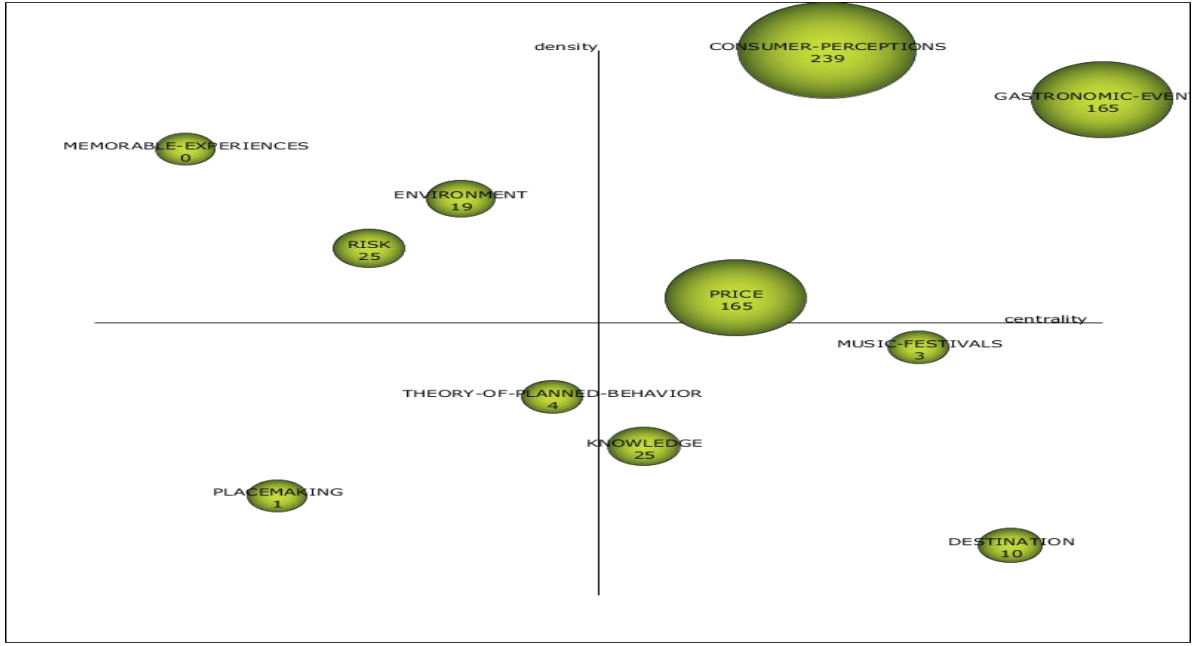 density
CONSUMER-PERCEPTIONS
239
GASTRONOMIC-EVENT
165
MEMORABLE-EXPERIENCES
0
ENVIRONMENT
19
RISK
25
PRICE
165
centrality
MUSIC-FESTIVALS
3
THEORY-OF-PLANNED-BEHAVIOR
4
KNOWLEDGE
25
PLACEMAKING
1
DESTINATION
10